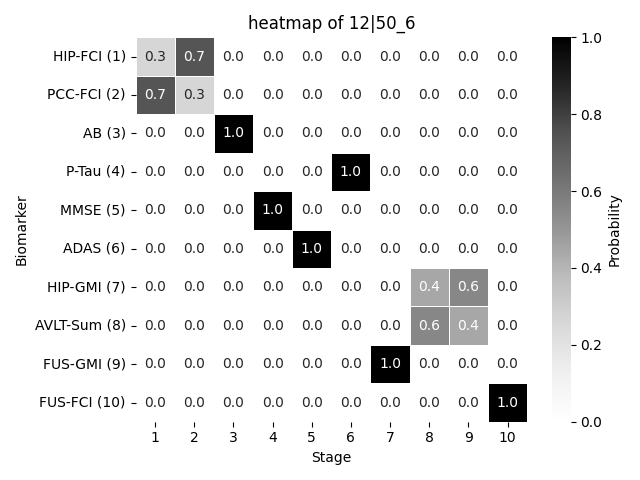 heatmap of 12|50_6
HIP-FCI (1) 0.3 0.7 0.0 0.0 0.0 0.0 0.0 0.0 0.0 0.0
PCC-FCI (2) 0.7 0.3 0.0 0.0 0.0 0.0 0.0 0.0 0.0 0.0
AB (3) 0.0 0.0 1.0 0.0 0.0 0.0 0.0 0.0 0.0 0.0
P-Tau (4) 0.0 0.0 0.0 0.0 0.0 1.0 0.0 0.0 0.0 0.0
MMSE (5) 0.0 0.0 0.0 1.0 0.0 0.0 0.0 0.0 0.0 0.0
ADAS (6) 0.0 0.0 0.0 0.0 1.0 0.0 0.0 0.0 0.0 0.0
HIP-GMI (7) 0.0 0.0 0.0 0.0 0.0 0.0 0.0 0.4 0.6 0.0
AVLT-Sum (8) 0.0 0.0 0.0 0.0 0.0 0.0 0.0 0.6 0.4 0.0
FUS-GMI (9) 0.0 0.0 0.0 0.0 0.0 0.0 1.0 0.0 0.0 0.0
FUS-FCI (10) 0.0 0.0 0.0 0.0 0.0 0.0 0.0 0.0 0.0 1.0
1 2 3 4 5 6 7 8 9 10
Stage
Biomarker
1.0
0.8
0.6
0.4
0.2
0.0
Probability